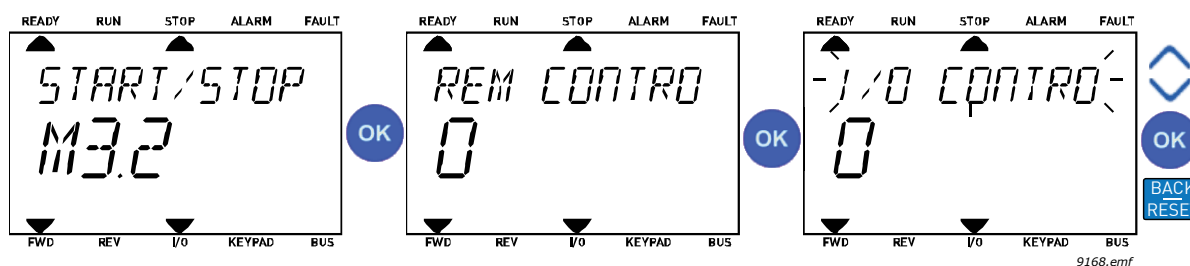 READY RUN STOP ALARM FAULT
START/STOP
M3.2
FWD REV I/O KEYPAD BUS
OK
READY RUN STOP ALARM FAULT
REM CONTRO
0
FWD REV I/O KEYPAD BUS
OK
READY RUN STOP ALARM FAULT
I/O CONTRO
0
FWD REV I/O KEYPAD BUS
OK
BACK
RESE
9168.emf